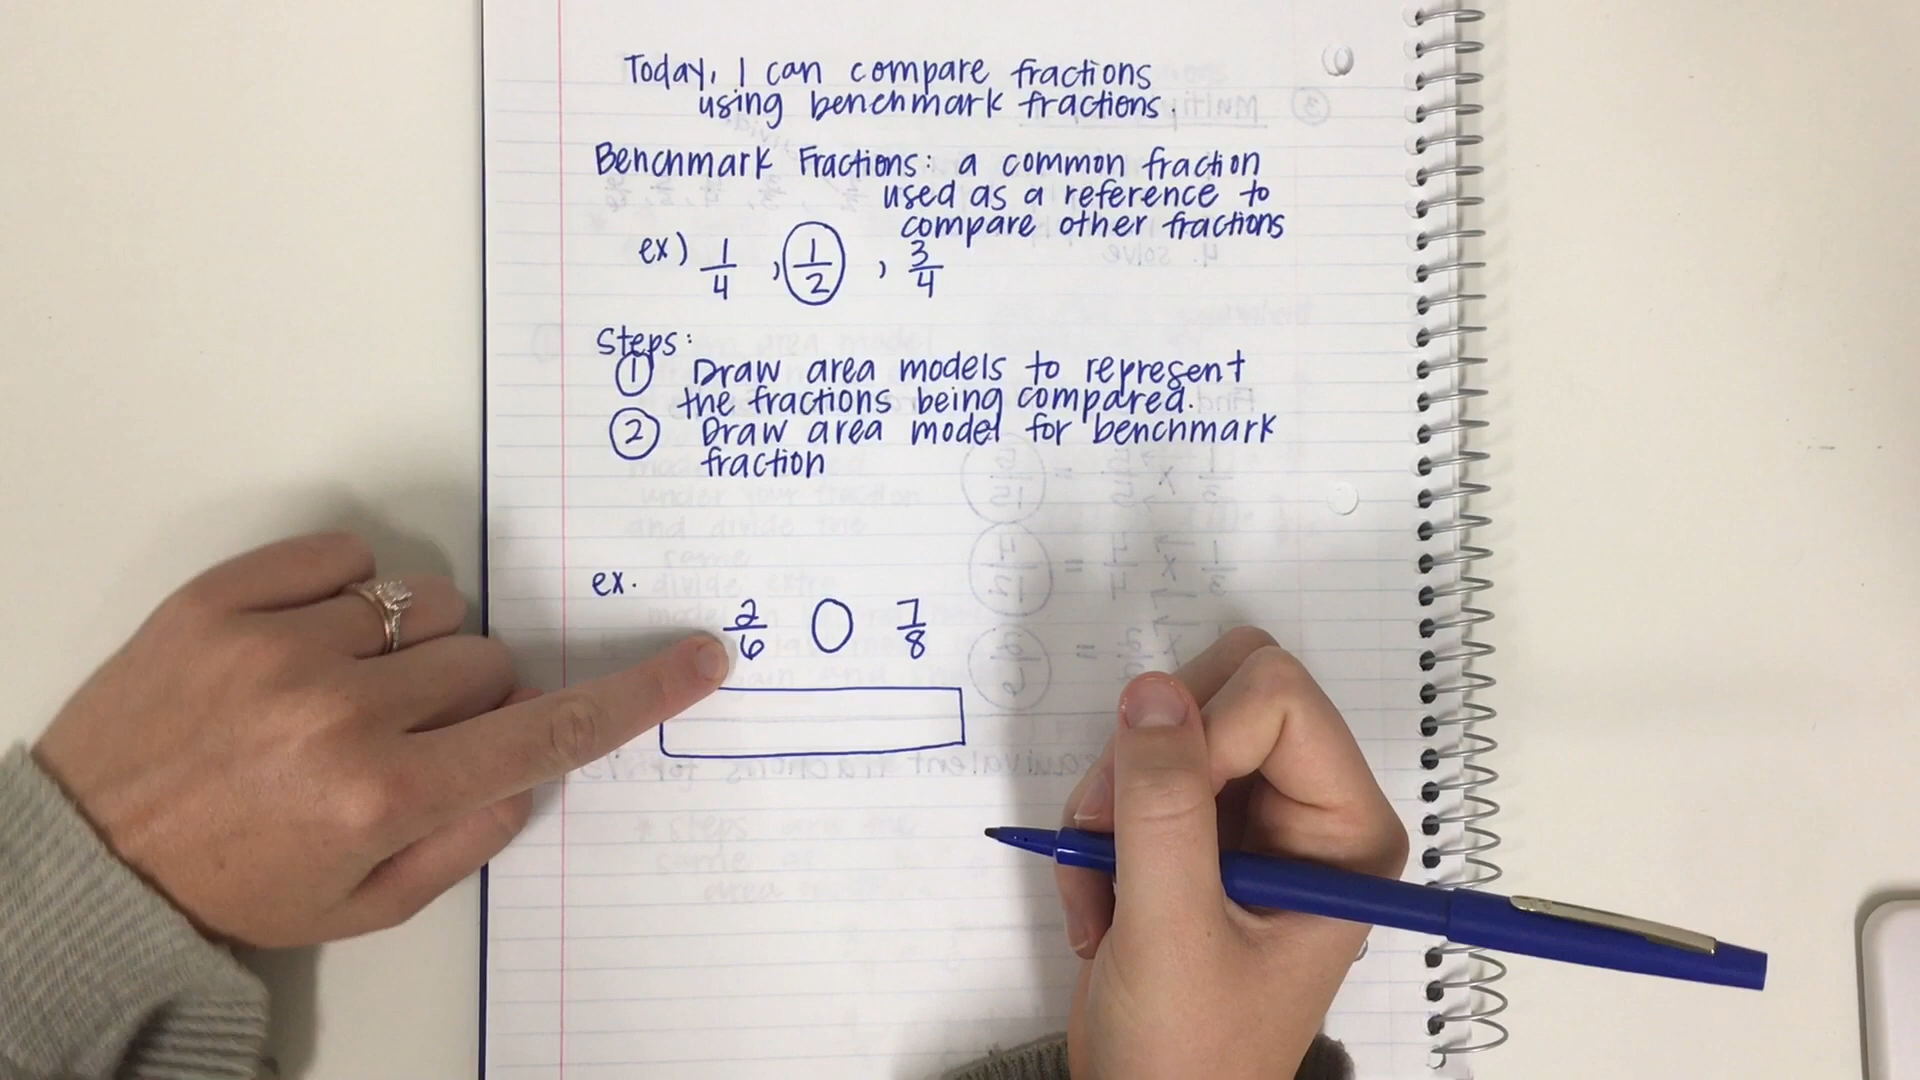 Today, I can compare fractions
using benchmark fractions.
Benchmark Fractions: a common fraction
used as a reference to
compare other fractions
ex) 1/4, 1/2, 3/4
Steps:
1 Draw area models to represent
the fractions being compared.
2 Draw area model for benchmark
fraction
ex.
2/6 O 7/8